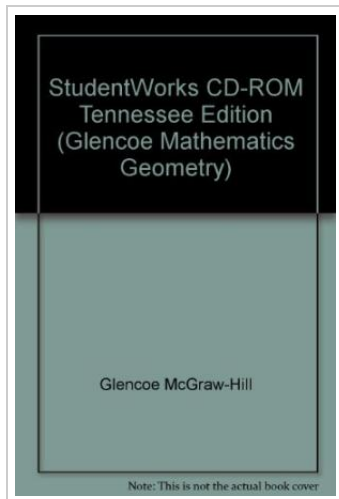 StudentWorks CD-ROM
Tennessee Edition
(Glencoe Mathematics
Geometry)
Glencoe McGraw-Hill
Note: This is not the actual book cover